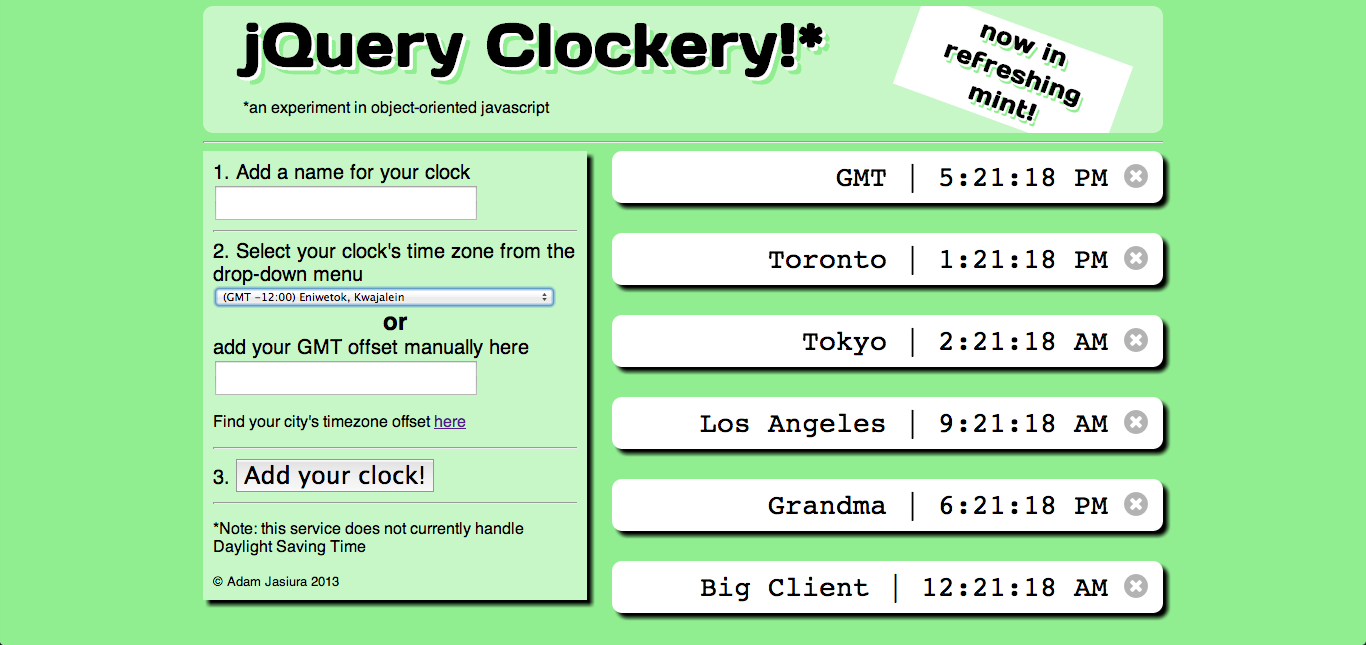 jQuery Clockery!*
*an experiment in object-oriented javascript
now in
refreshing
mint!
1. Add a name for your clock
2. Select your clock's time zone from the
drop-down menu
(GMT -12:00) Eniwetok, Kwajalein
or
add your GMT offset manually here
Find your city's timezone offset here
3. Add your clock!
*Note: this service does not currently handle
Daylight Saving Time
© Adam Jasiura 2013
GMT | 5:21:18 PM
Toronto | 1:21:18 PM
Tokyo | 2:21:18 AM
Los Angeles | 9:21:18 AM
Grandma | 6:21:18 PM
Big Client | 12:21:18 AM